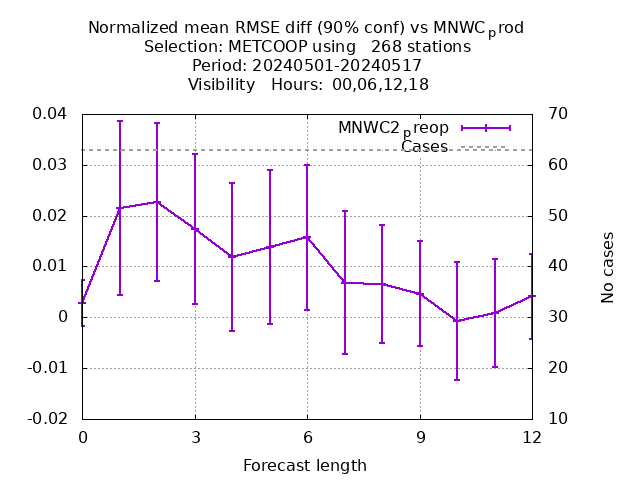 Normalized mean RMSE diff (90% conf) vs MNWCprod
Selection: METCOOP using 268 stations
Period: 20240501-20240517
Visibility Hours: 00,06,12,18
MNWC2preop
Cases
0.04
0.03
0.02
0.01
0
-0.01
-0.02
70
60
50
40
30
20
10
No cases
0 3 6 9 12
Forecast length